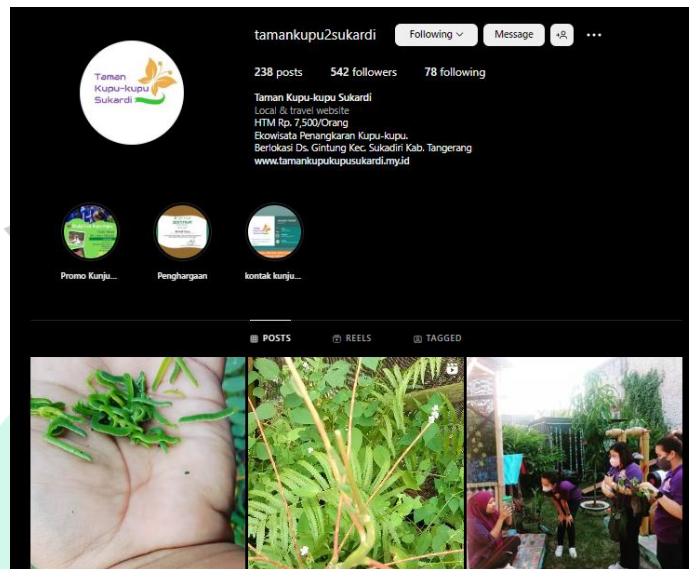 tamankupu2sukardi
Following
Message
238 posts 542 followers 78 following
Taman Kupu-kupu Sukardi
Local & travel website
HTM Rp. 7,500/Orang
Ekowisata Penangkaran Kupu-kupu.
Berlokasi Ds. Gintung Kec. Sukadiri Kab. Tangerang
www.tamankupukupusukardi.my.id
Taman
Kupu-kupu
Sukardi
Promo Kunju...
Penghargaan
kontak kunju...
POSTS
REELS
TAGGED